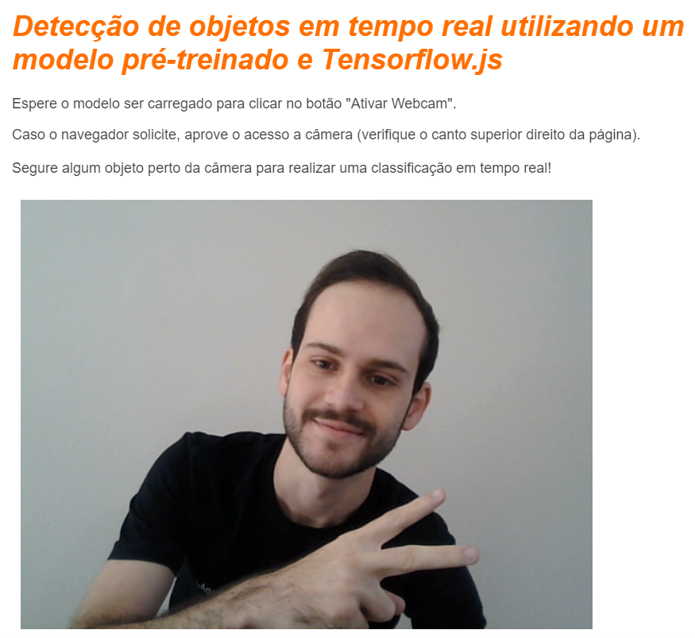 Detecção de objetos em tempo real utilizando um
modelo pré-treinado e Tensorflow.js
Espere o modelo ser carregado para clicar no botão "Ativar Webcam".
Caso o navegador solicite, aprove o acesso a câmera (verifique o canto superior direito da página).
Segure algum objeto perto da câmera para realizar uma classificação em tempo real!